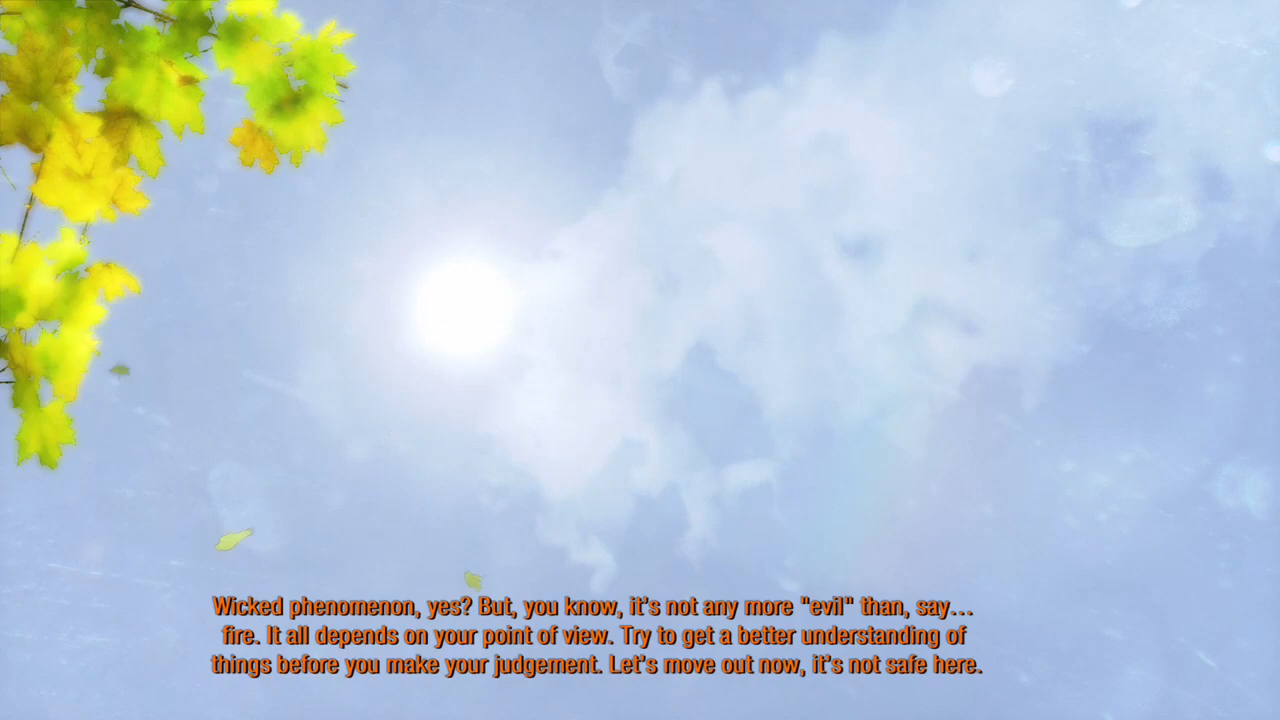 Wicked phenomenon, yes? But, you know, it's not any more "evil" than, say...
fire. It all depends on your point of view. Try to get a better understanding of
things before you make your judgement. Let's move out now, it's not safe here.